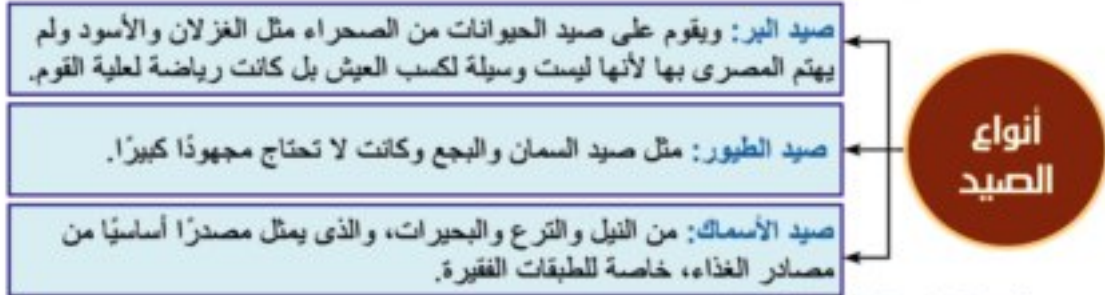 أنواع
الصيد
صيد البر: ويقوم على صيد الحيوانات من الصحراء مثل الغزلان والأسود ولم
يهتم المصرى بها لأنها ليست وسيلة لكسب العيش بل كانت رياضة لعلية القوم.
صيد الطيور: مثل صيد السمان والبجع وكانت لا تحتاج مجهودًا كبيرًا.
صيد الأسماك: من النيل والترع والبحيرات، والذى يمثل مصدرًا أساسيًا من
مصادر الغذاء، خاصة للطبقات الفقيرة.